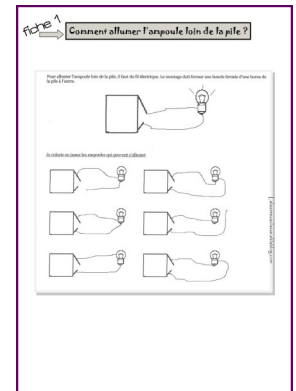 fiche 1
Comment allumer l'ampoule loin de la pile ?
Pour allumer l'ampoule loin de la pile, il faut du fil électrique. Le montage doit former une boucle fermée d'une borne de
la pile à l'autre.
Je colorie en jaune les ampoules qui peuvent s'allumer